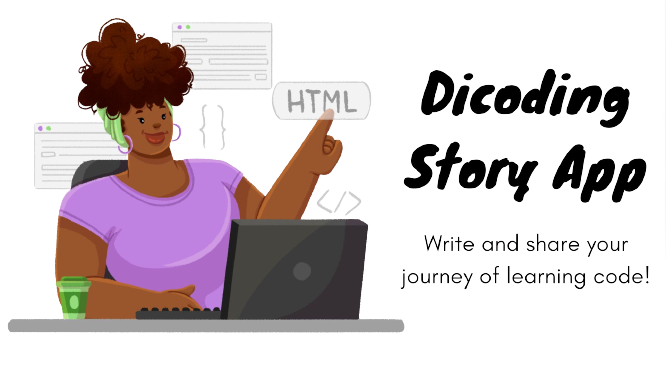 HTML
{ }
</>
Dicoding
Story App
Write and share your
journey of learning code!